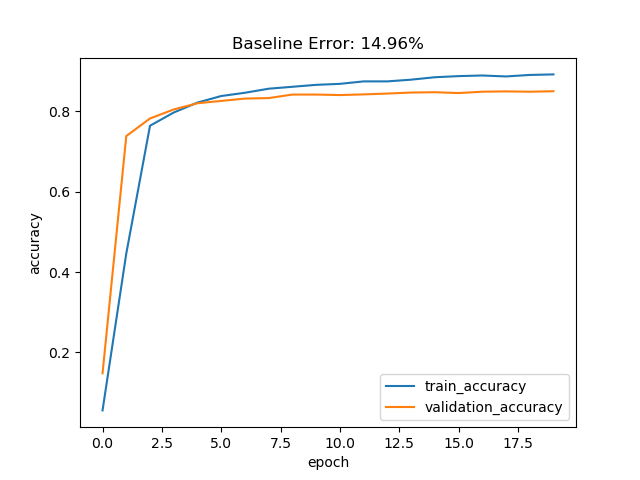 Baseline Error: 14.96%
accuracy
0.8
0.6
0.4
0.2
train_accuracy
validation_accuracy
0.0 2.5 5.0 7.5 10.0 12.5 15.0 17.5
epoch